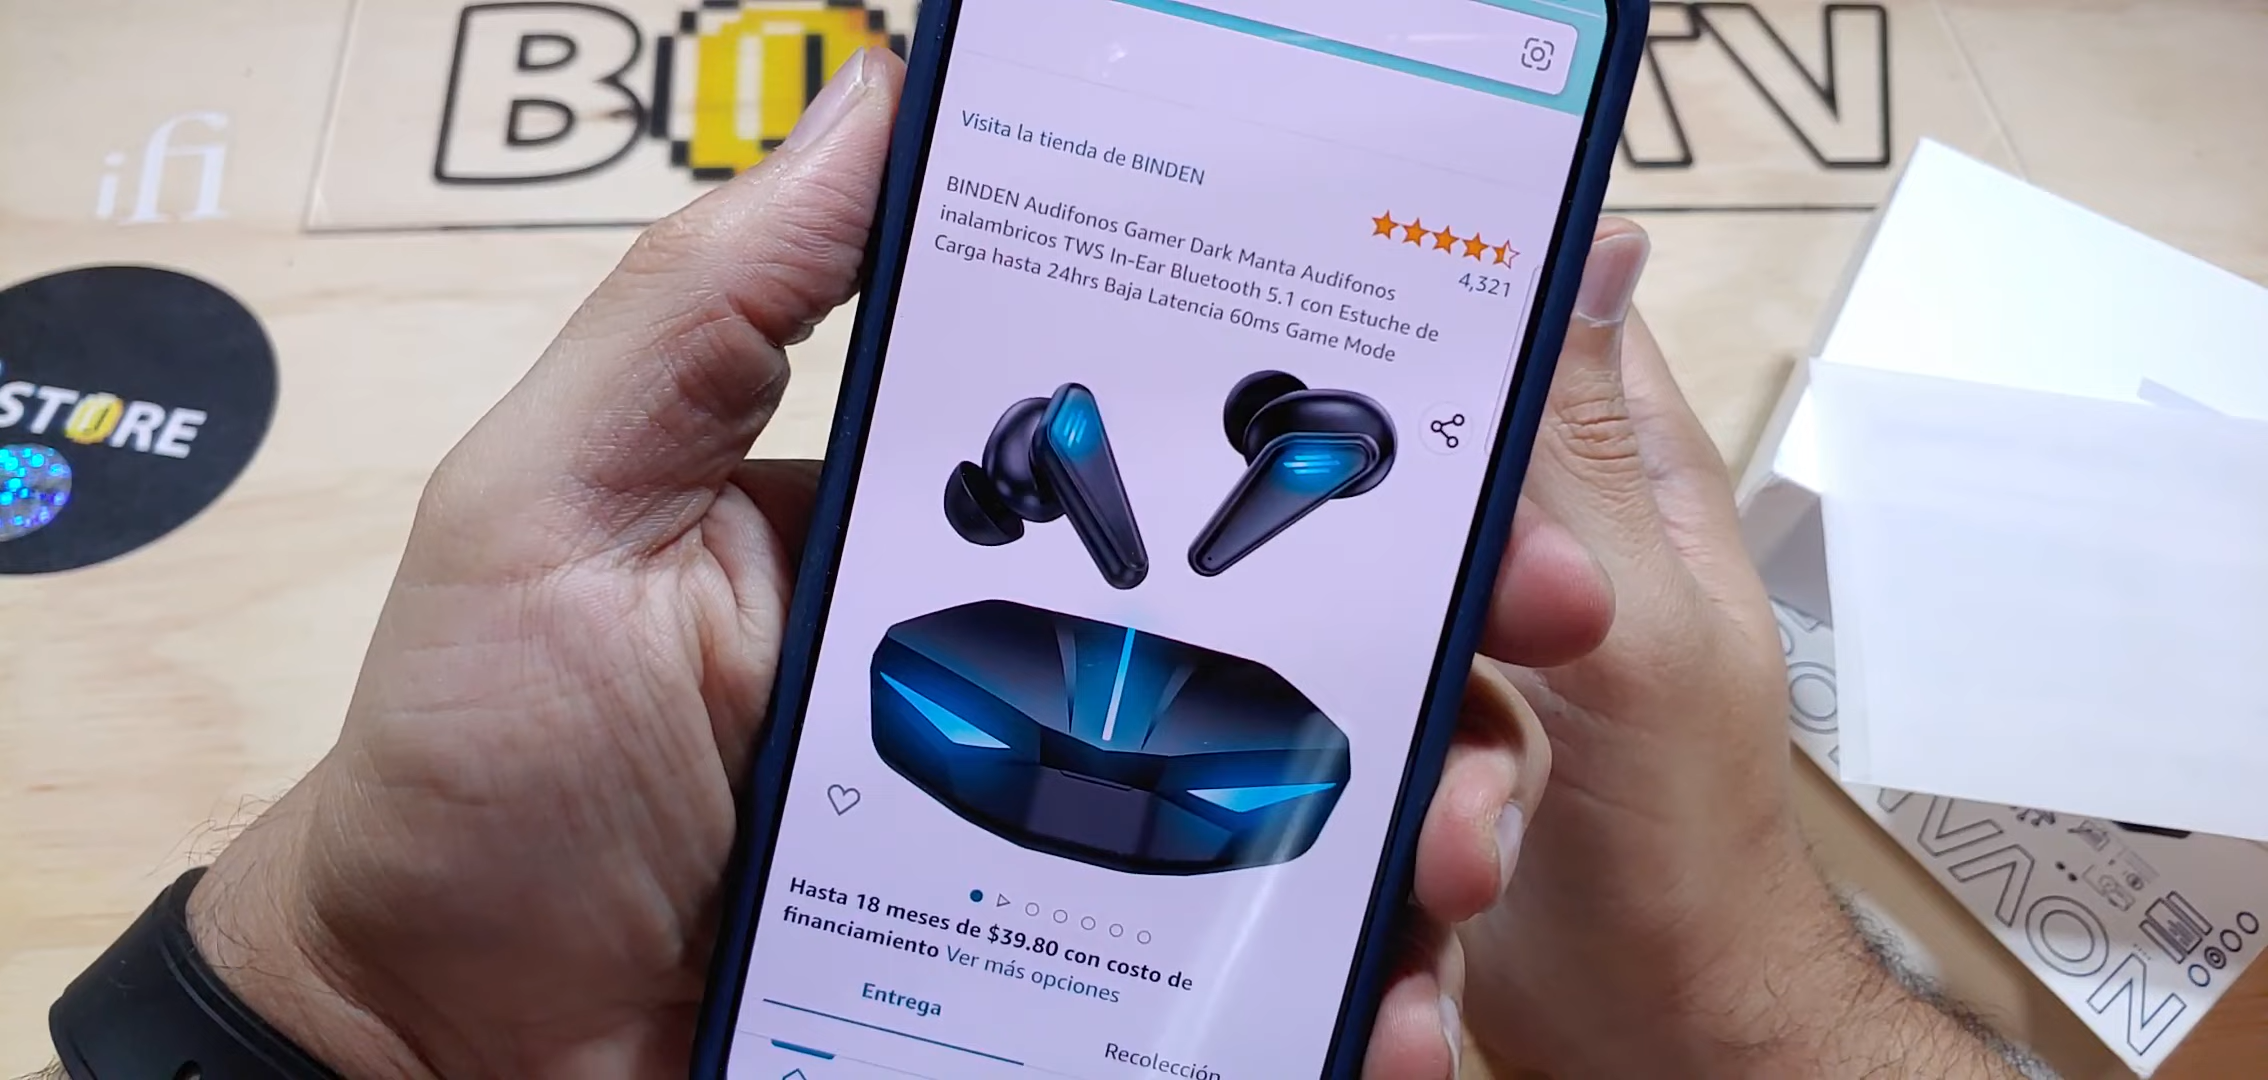 ifi
STORE
Visita la tienda de BINDEN
4,321
BINDEN Audifonos Gamer Dark Manta Audifonos
inalambricos TWS In-Ear Bluetooth 5.1 con Estuche de
Carga hasta 24hrs Baja Latencia 60ms Game Mode
Hasta 18 meses de $39.80 con costo de
financiamiento Ver más opciones
Entrega
Recolección